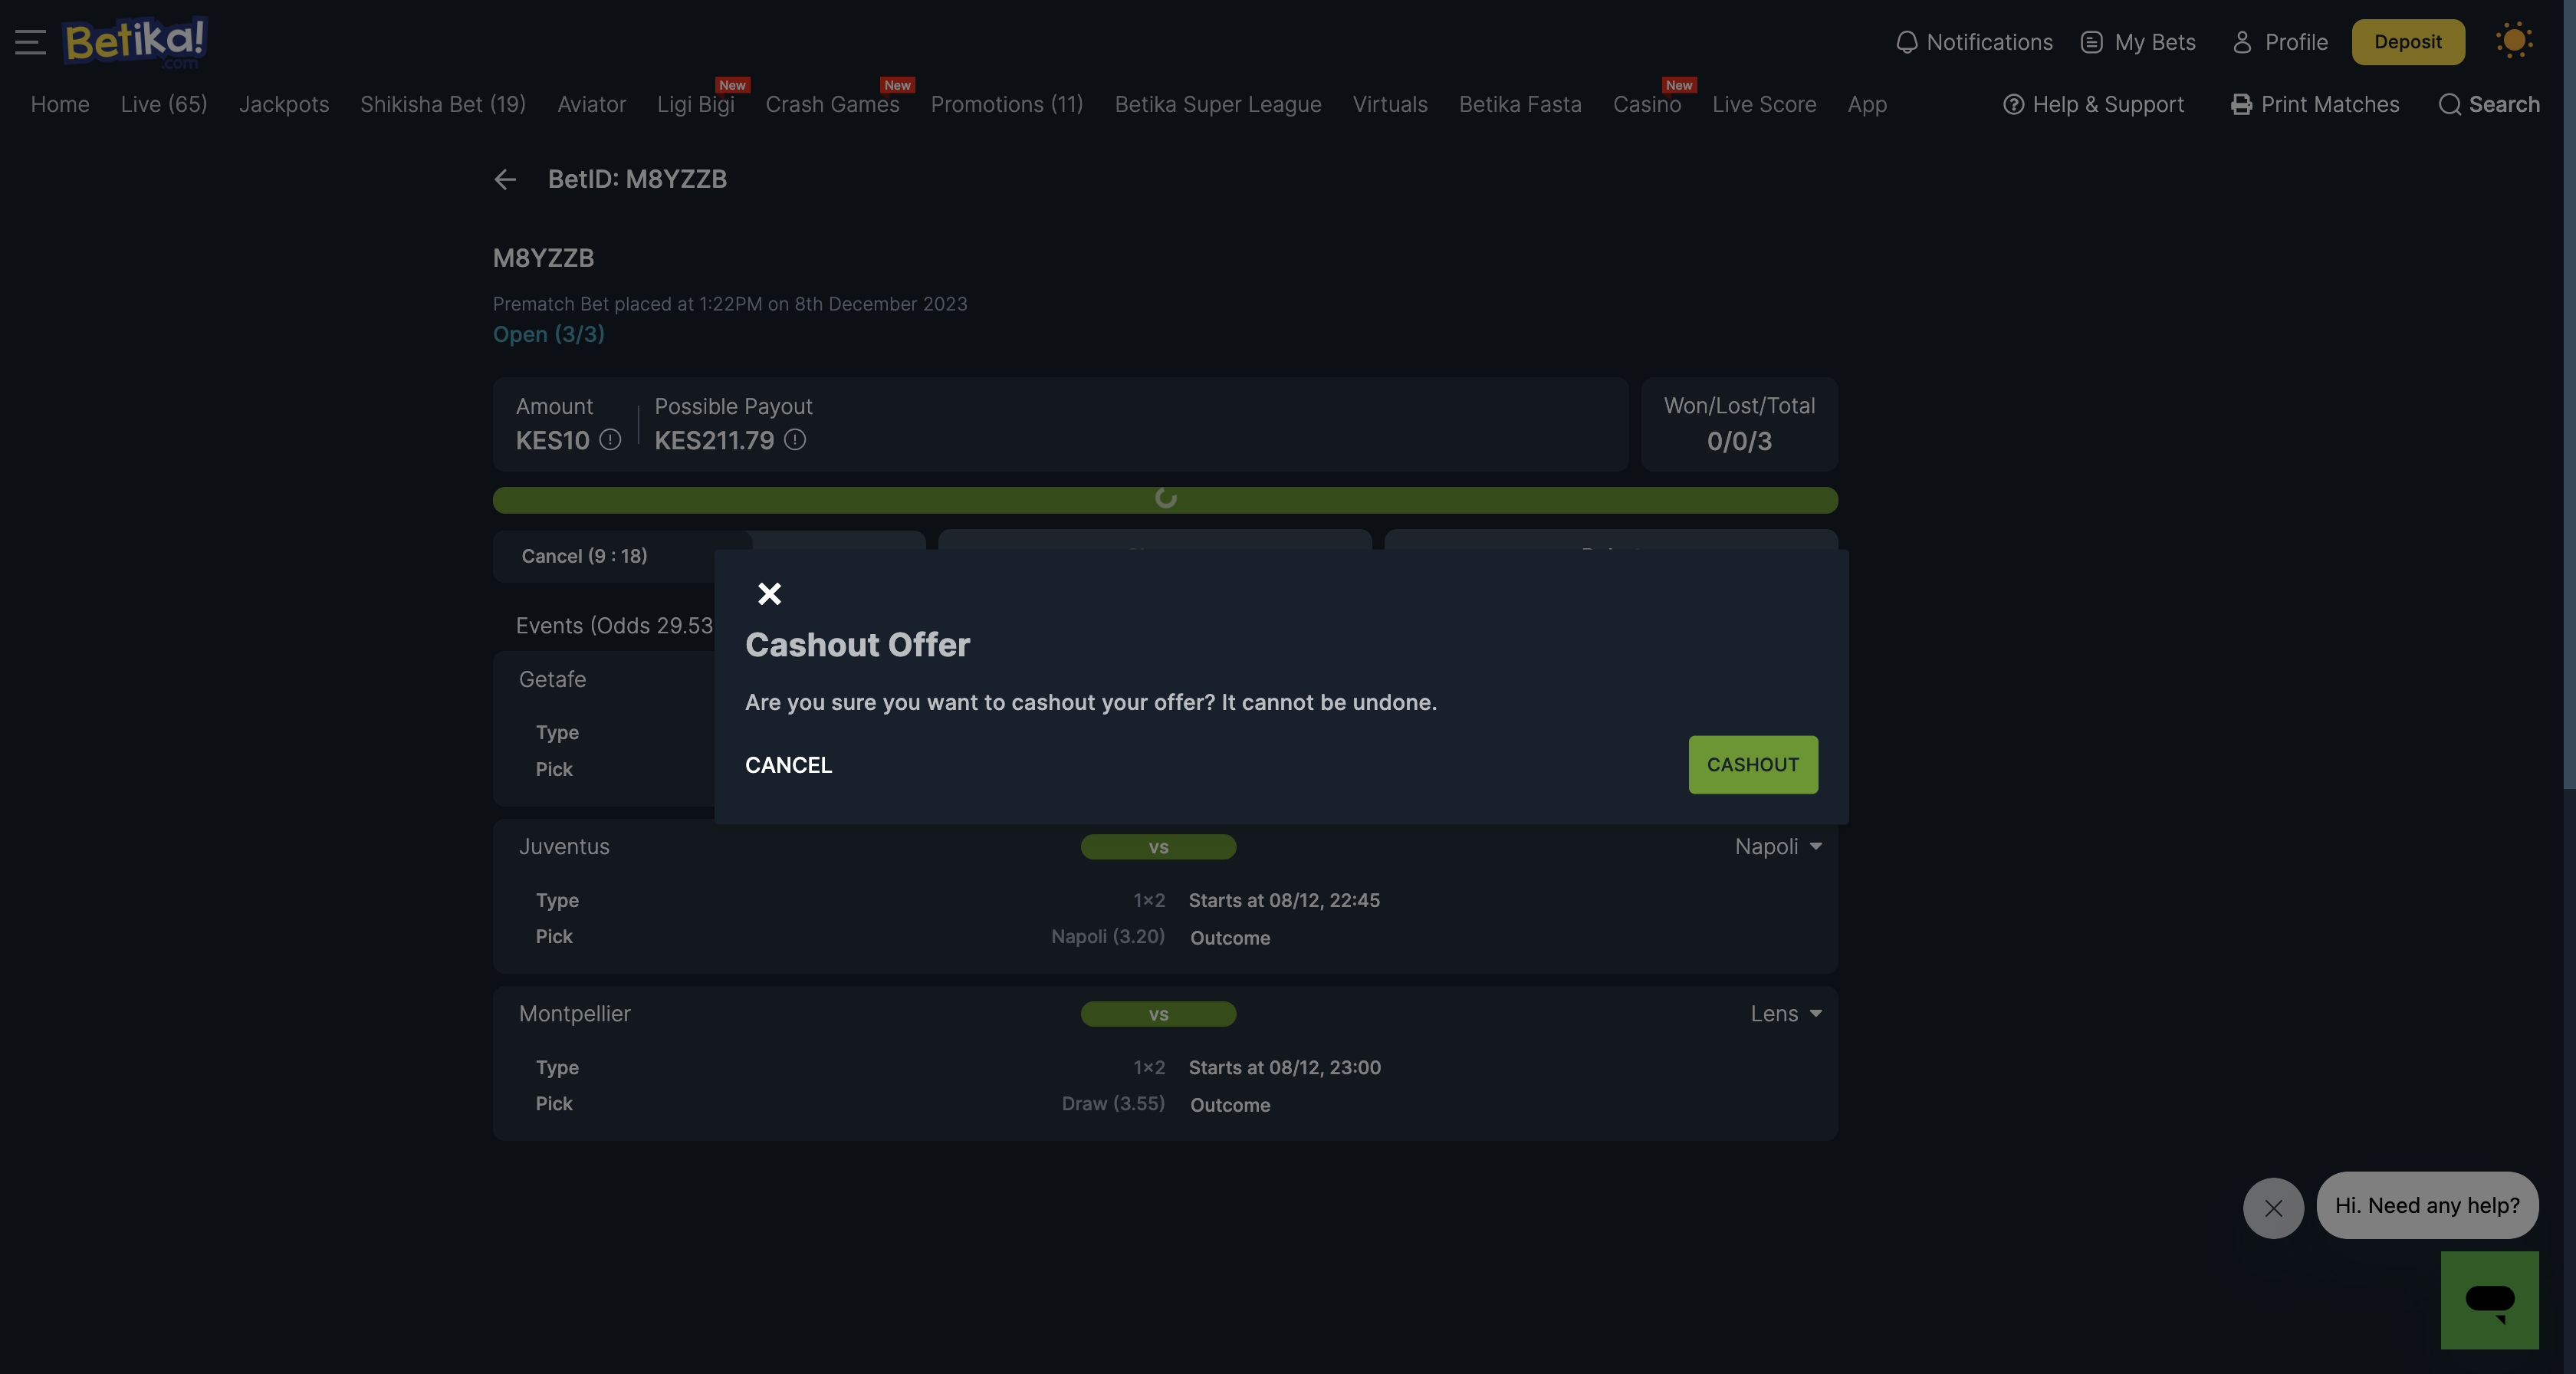 Betika!
.com
Notifications
My Bets
Profile
Deposit
Home
Live (65)
Jackpots
Shikisha Bet (19)
Aviator
Ligi Bigi
New
Crash Games
New
Promotions (11)
Betika Super League
Virtuals
Betika Fasta
Casino
New
Live Score
App
Help & Support
Print Matches
Search
BetID: M8YZZB
M8YZZB
Prematch Bet placed at 1:22PM on 8th December 2023
Open (3/3)
Amount
KES10
Possible Payout
KES211.79
Won/Lost/Total
0/0/3
Cancel (9 : 18)
Events (Odds 29.53
Cashout Offer
Are you sure you want to cashout your offer? It cannot be undone.
CANCEL
CASHOUT
Getafe
Type
Pick
Juventus
vs
Napoli
Type
1x2
Starts at 08/12, 22:45
Pick
Napoli (3.20)
Outcome
Montpellier
vs
Lens
Type
1x2
Starts at 08/12, 23:00
Pick
Draw (3.55)
Outcome
Hi. Need any help?